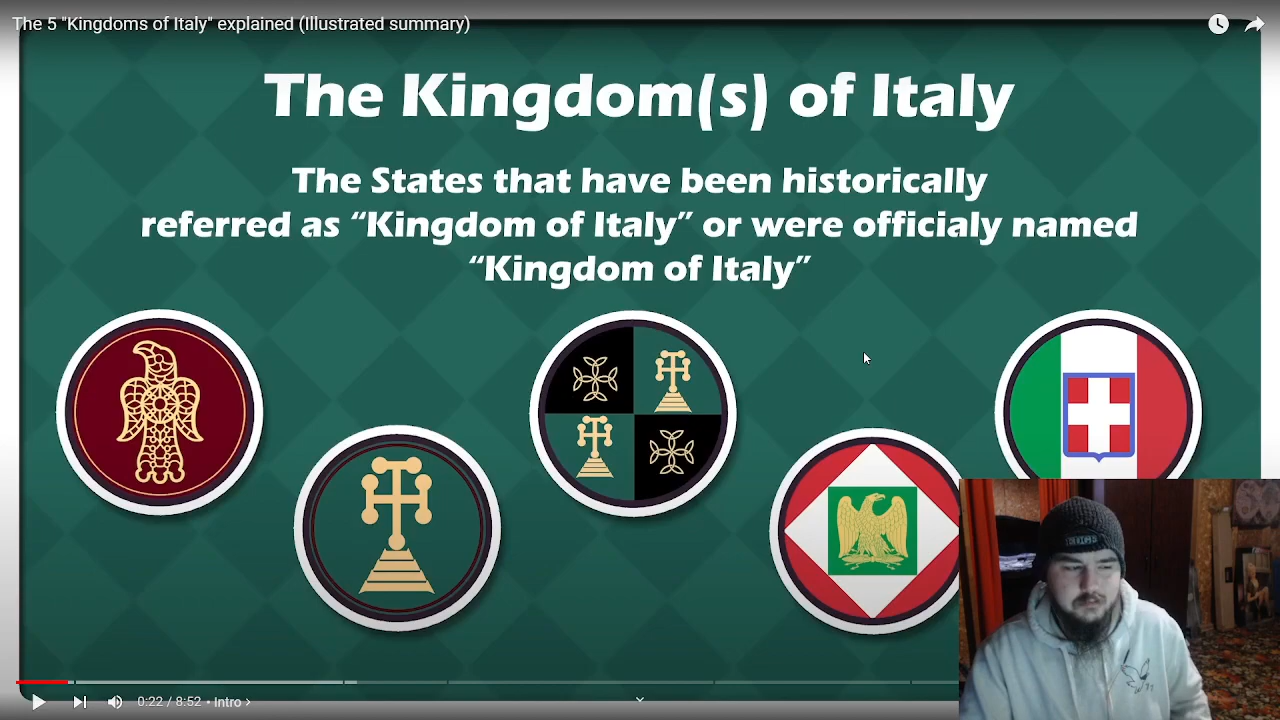 The 5 "Kingdoms of Italy" explained (Illustrated summary)
The Kingdom(s) of Italy
The States that have been historically
referred as “Kingdom of Italy” or were officialy named
“Kingdom of Italy”
EDGE
0:22 / 8:52 • Intro ›